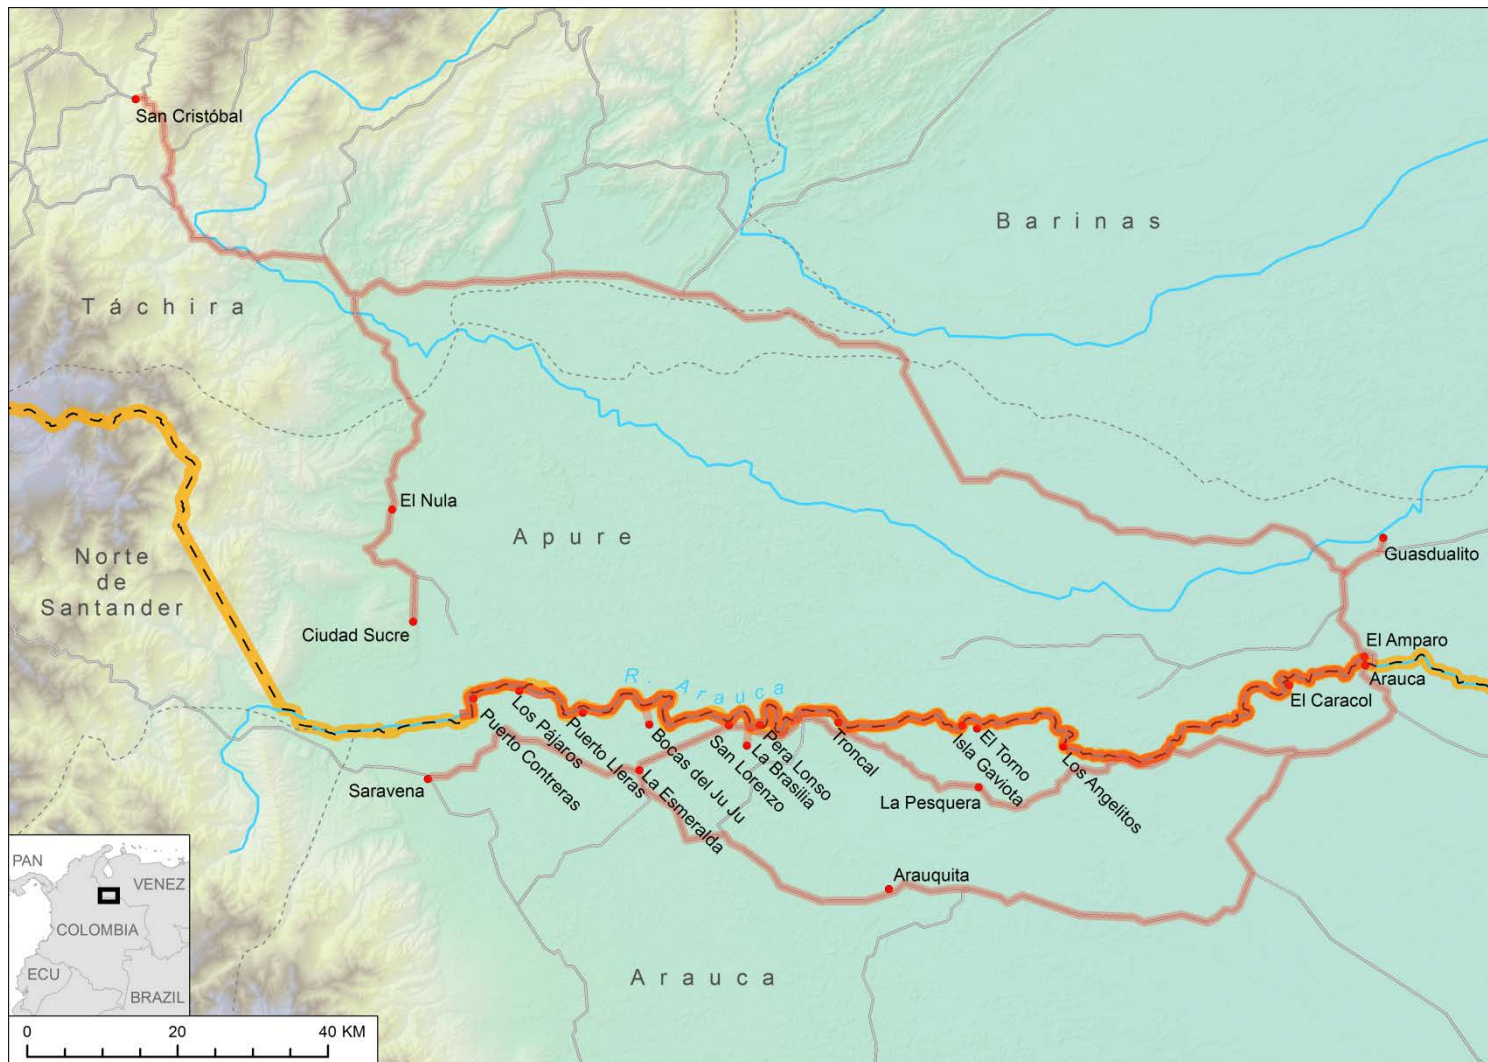 San Cristóbal
Barinas
Táchira
El Nula
Apure
Norte
de
Santander
Guasdualito
Ciudad Sucre
El Amparo
Arauca
R. Arauca
El Caracol
Puerto Contreras
Los Pájaros
Puerto Lleras
Bocas del Ju Ju
San Lorenzo
La Brasilia
Pera Lonso
Troncal
Isla Gaviota
El Torno
Los Angelitos
La Esmeralda
Saravena
La Pesquera
Arauquita
Arauca
PAN
VENEZ
COLOMBIA
ECU
BRAZIL
0 20 40 KM